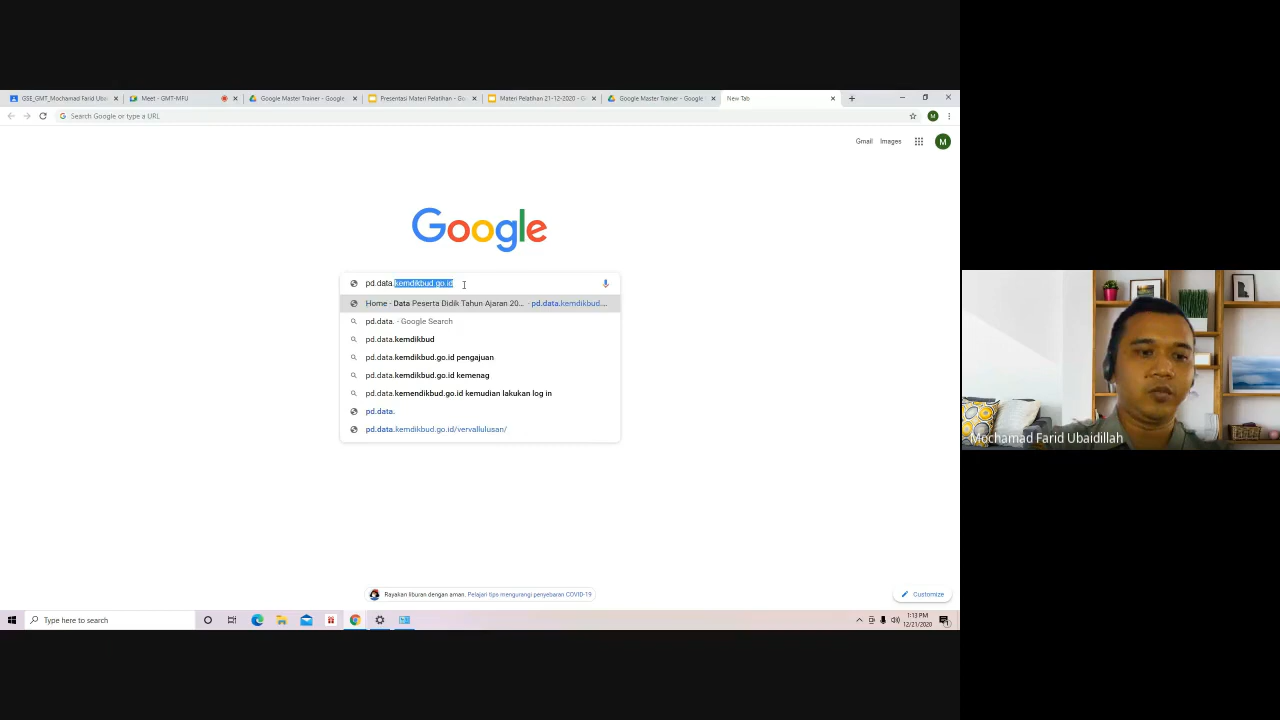 GSE_GMT_Mochamad Farid Uba
Meet - GMT-MFU
Google Master Trainer - Google
Presentasi Materi Pelatihan - Go
Materi Pelatihan 21-12-2020 - G
Google Master Trainer - Google
New Tab
Search Google or type a URL
M
Gmail
Images
M
Google
pd.data.kemdikbud.go.id
Home - Data Peserta Didik Tahun Ajaran 20... - pd.data.kemdikbud....
pd.data. - Google Search
pd.data.kemdikbud
pd.data.kemdikbud.go.id pengajuan
pd.data.kemdikbud.go.id kemenag
pd.data.kemendikbud.go.id kemudian lakukan log in
pd.data.
pd.data.kemdikbud.go.id/vervallulusan/
Mochamad Farid Ubaidillah
Rayakan liburan dengan aman. Pelajari tips mengurangi penyebaran COVID-19
Customize
Type here to search
1:13 PM
12/21/2020